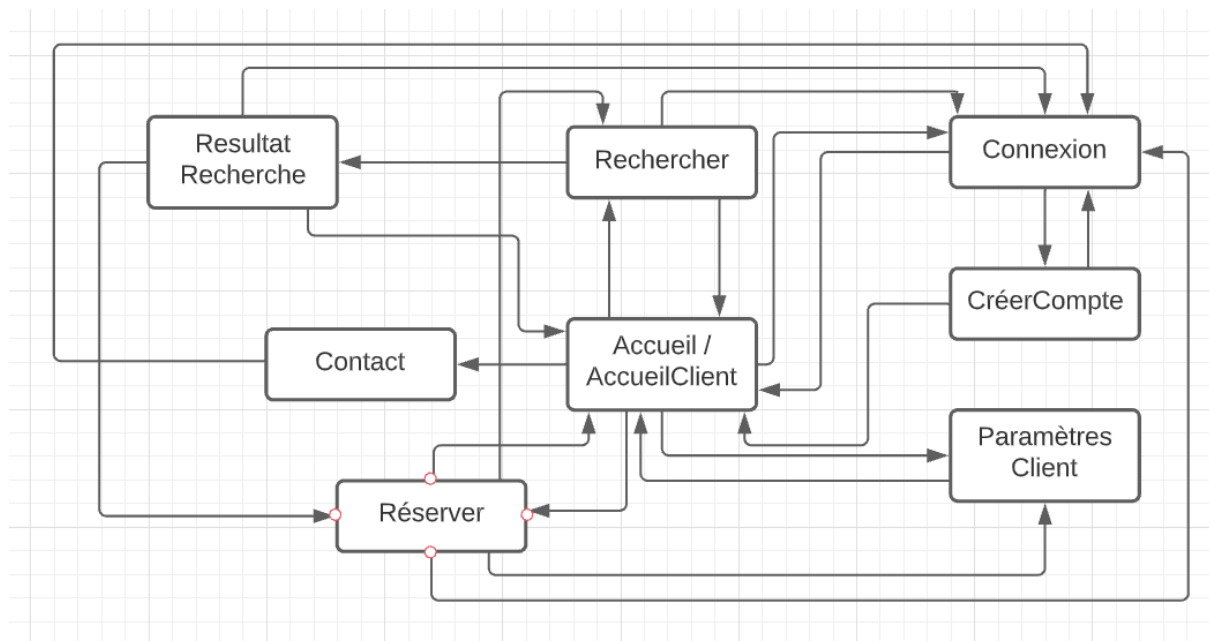 Resultat
Recherche
Rechercher
Connexion
CréerCompte
Contact
Accueil /
AccueilClient
Paramètres
Client
Réserver